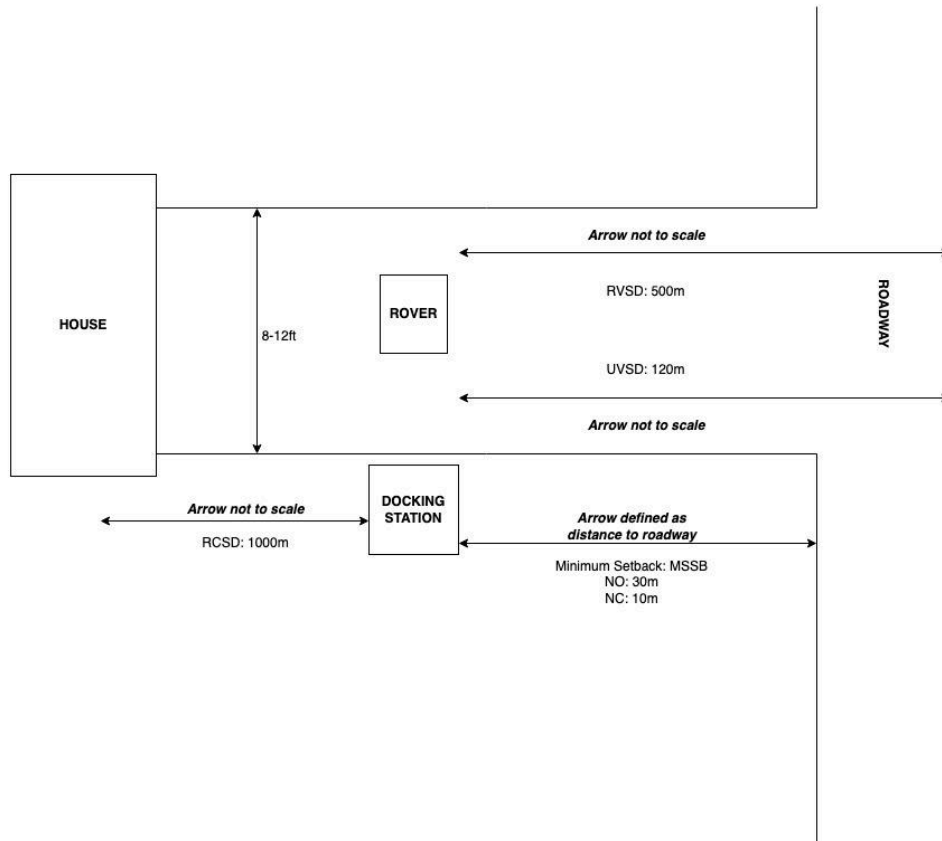 Arrow not to scale
RVSD: 500m
ROADWAY
ROVER
HOUSE
8-12ft
UVSD: 120m
Arrow not to scale
DOCKING
STATION
Arrow not to scale
RCSD: 1000m
Arrow defined as
distance to roadway
Minimum Setback: MSSB
NO: 30m
NC: 10m